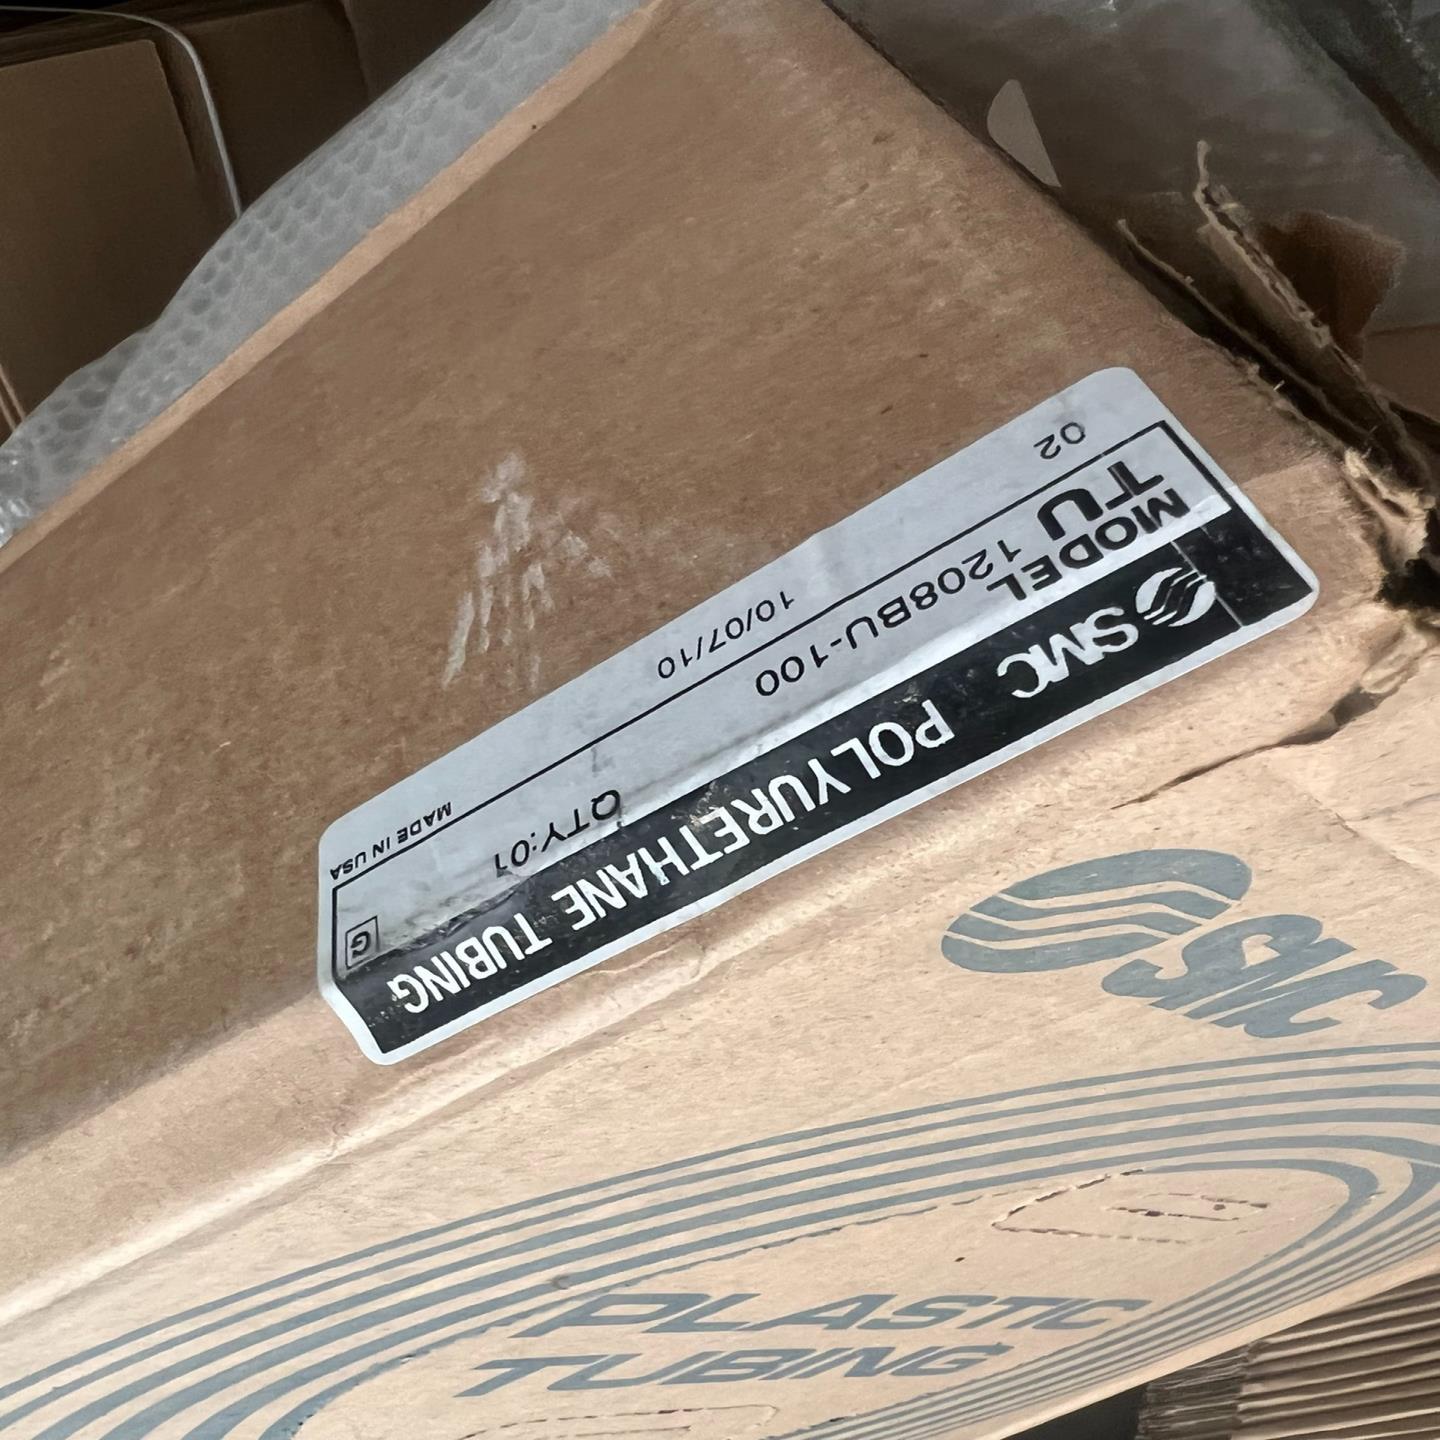 SMC POLYURETHANE TUBING
MODEL
TU 1208BU-100 QTY:01
G
02 10/07/10 MADE IN USA
SMC
PLASTIC
TUBING